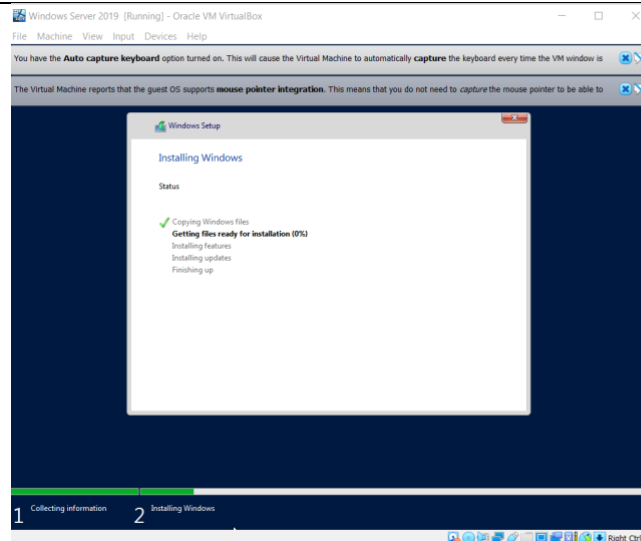 Windows Server 2019 [Running] - Oracle VM VirtualBox
File Machine View Input Devices Help
You have the Auto capture keyboard option turned on. This will cause the Virtual Machine to automatically capture the keyboard every time the VM window is
The Virtual Machine reports that the guest OS supports mouse pointer integration. This means that you do not need to capture the mouse pointer to be able to
Windows Setup
Installing Windows
Status
Copying Windows files
Getting files ready for installation (0%)
Installing features
Installing updates
Finishing up
1 Collecting information 2 Installing Windows
Right Ctrl